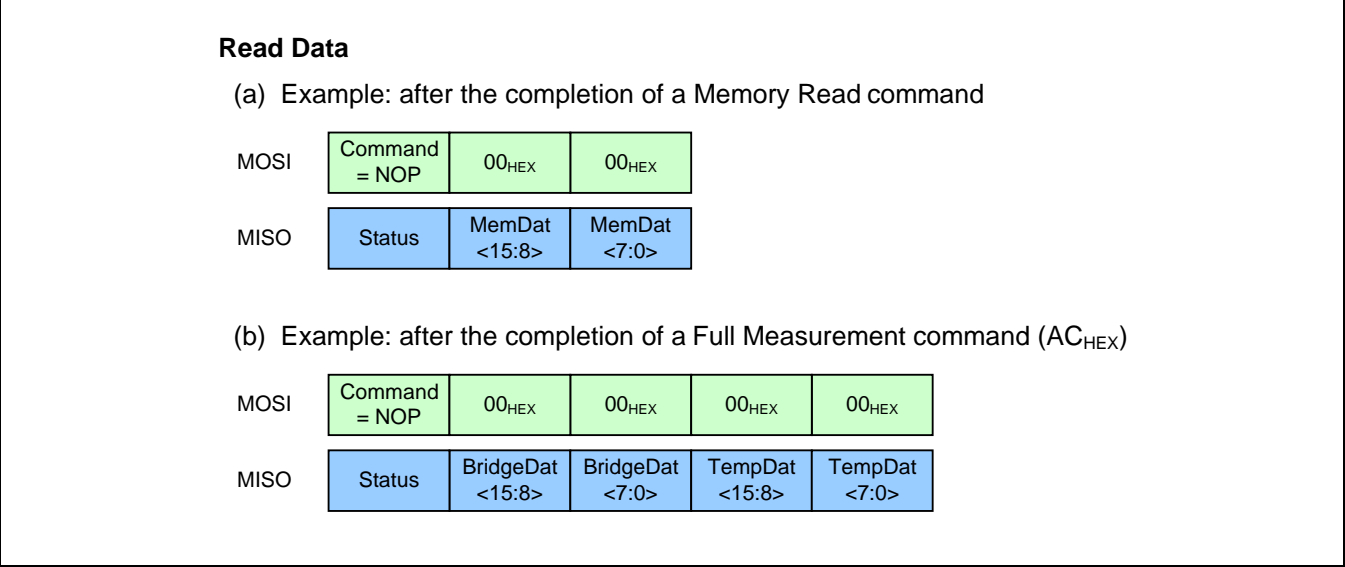 Read Data
(a) Example: after the completion of a Memory Read command
MOSI Command = NOP 00HEX 00HEX
MISO Status MemDat <15:8> MemDat <7:0>
(b) Example: after the completion of a Full Measurement command (ACHEX)
MOSI Command = NOP 00HEX 00HEX 00HEX 00HEX
MISO Status BridgeDat <15:8> BridgeDat <7:0> TempDat <15:8> TempDat <7:0>